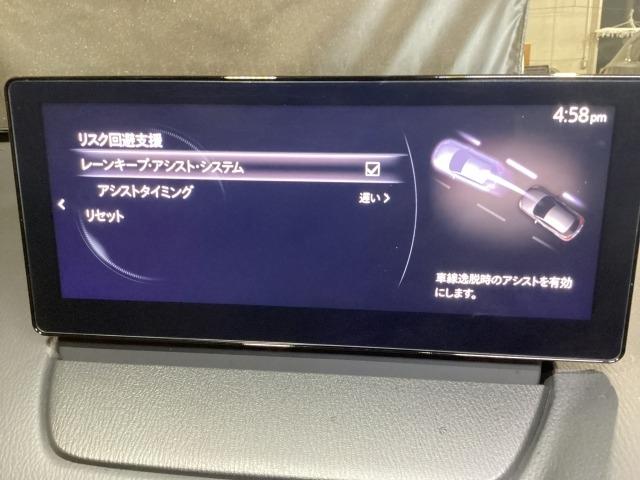 4:58pm
リスク回避支援
レーンキープ・アシスト・システム
アシストタイミング 遅い
リセット
車線逸脱時のアシストを有効
にします。